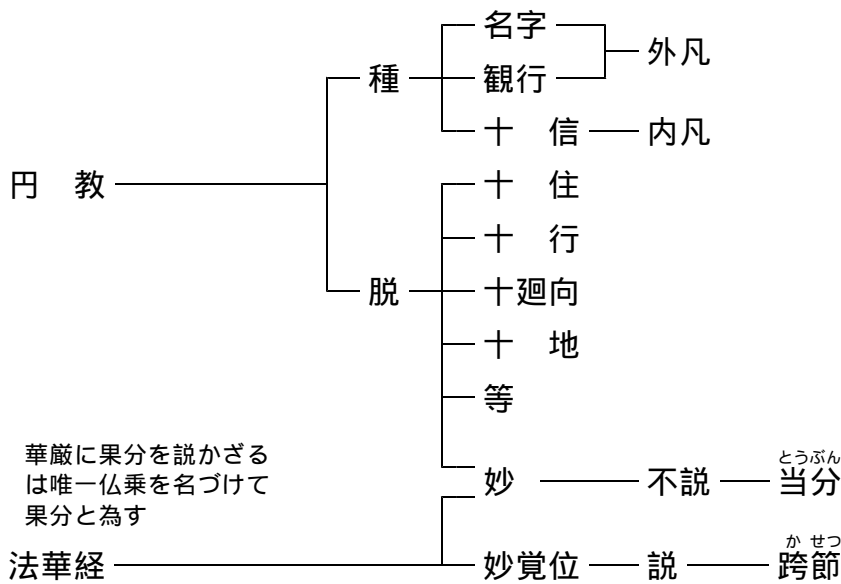 名字
外凡
種 観行
十　信 内凡
円　教 十　住
十　行
脱 十廻向
十　地
等
華厳に果分を説かざる
は唯一仏乗を名づけて
果分と為す
とうぶん
妙 不説 当分
か せつ
法華経 妙覚位 説 跨節